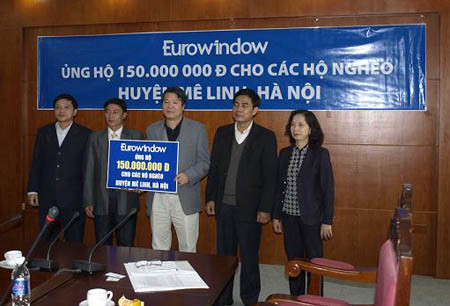 Eurowindow
ỦNG HỘ 150.000 000 Đ CHO CÁC HỘ NGHÈO
HUYỆN MÊ LINH, HÀ NỘI
EUROWINDOW
ỦNG HỘ
150.000.000 Đ
CHO CÁC HỘ NGHÈO
HUYỆN MÊ LINH, HÀ NỘI